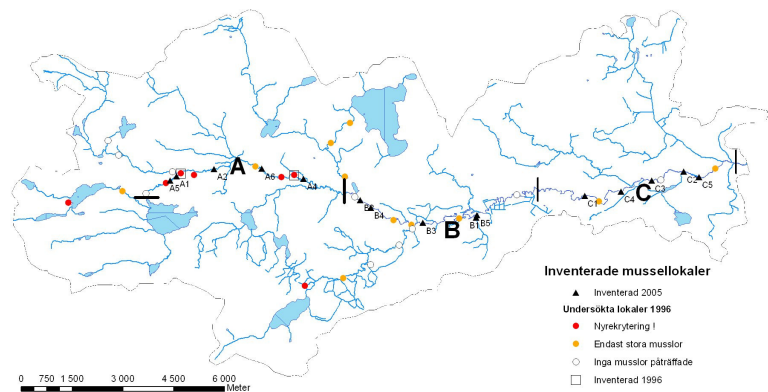 A
A2
A6
A5
A1
A4
B4
B3
B
B1
B5
C1
C4
C
C3
C2
C5
Inventerade mussellokaler
Inventerad 2005
Undersökta lokaler 1996
Nyrekrytering !
Endast stora musslor
Inga musslor påträffade
Inventerad 1996
0 750 1 500 3 000 4 500 6 000
Meter